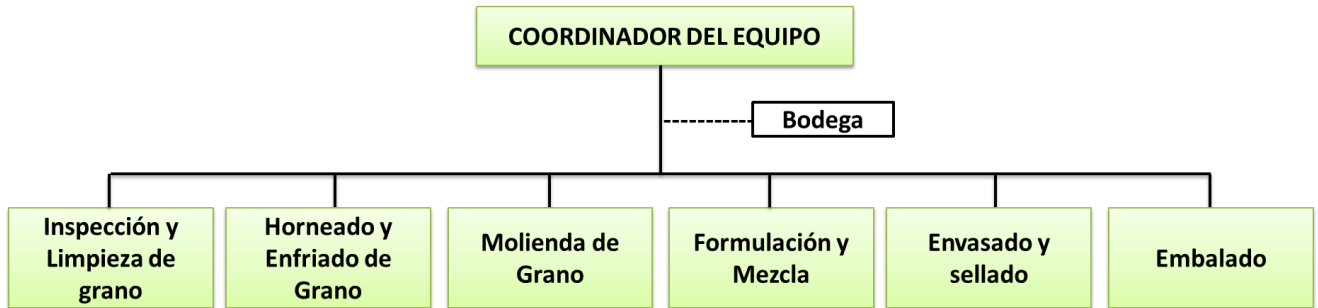 COORDINADOR DEL EQUIPO
Bodega
Inspección y
Limpieza de
grano
Horneado y
Enfriado de
Grano
Molienda de
Grano
Formulación y
Mezcla
Envasado y
sellado
Embalado